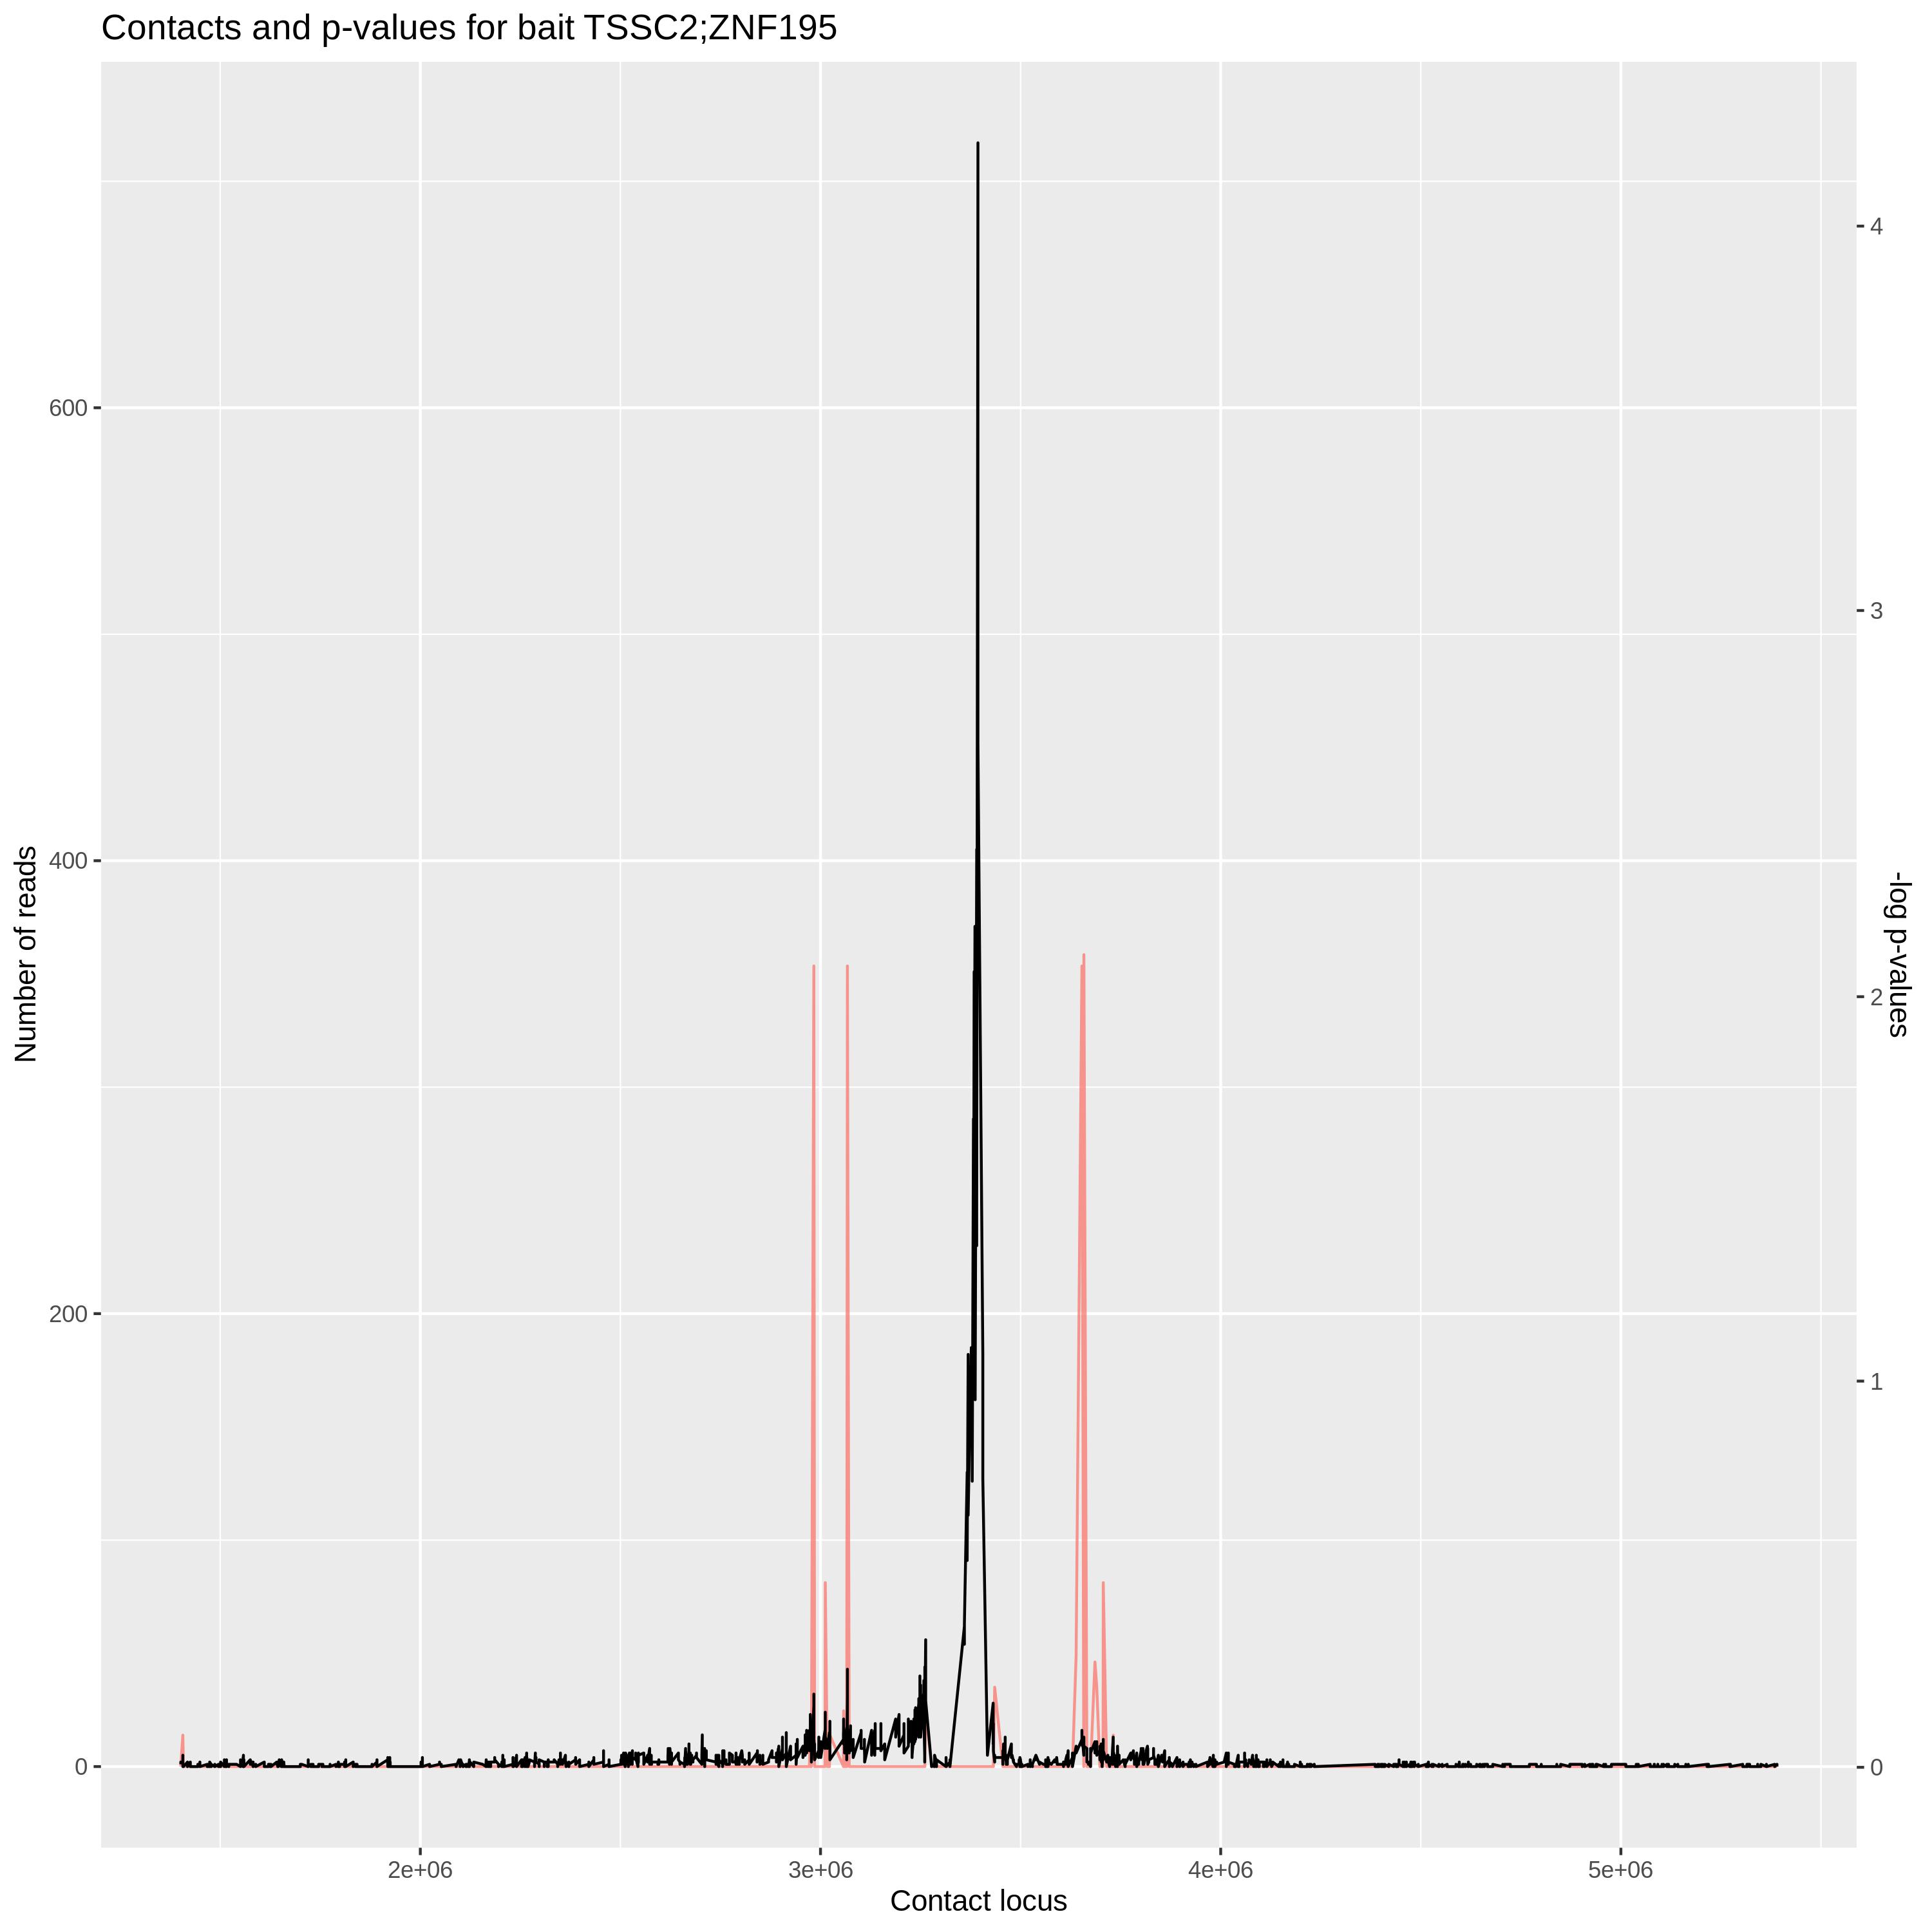 Contacts and p-values for bait TSSC2;ZNF195
Number of reads
600
400
200
0
4
3
2
1
0
-log p-values
2e+06
3e+06
4e+06
5e+06
Contact locus